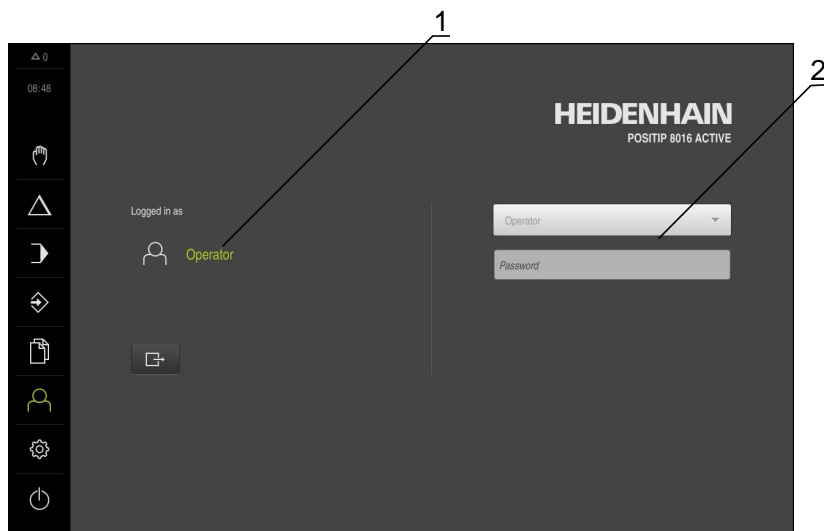 1
2
△ 0
08:48
HEIDENHAIN
POSITIP 8016 ACTIVE
Logged in as
Operator
Operator
Password